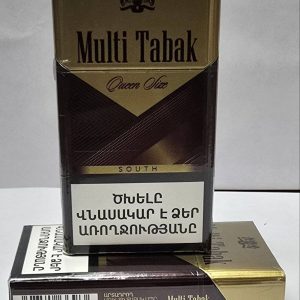 Multi Tabak
Queen Size
SOUTH
ԾԽԵԼԸ
ՎՆԱՍԱԿԱՐ Է ՁԵՐ
ԱՌՈՂՋՈՒԹՅԱՆԸ
Multi Tabak